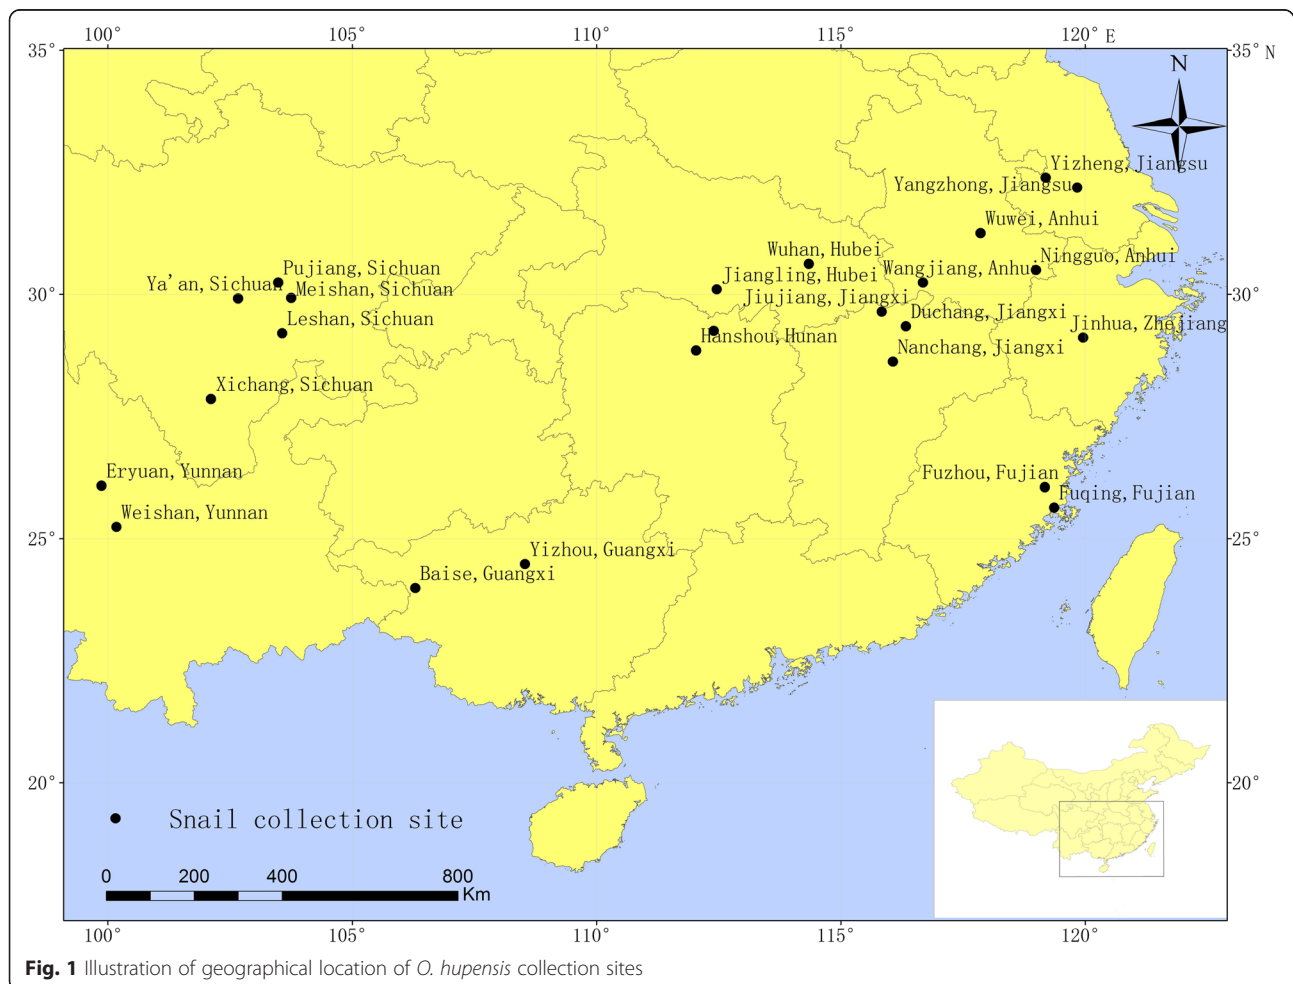 100° 105° 110° 115° 120° E
35° 35° N
N
Yizheng, Jiangsu
Yangzhong, Jiangsu
Wuwei, Anhui
Wuhan, Hubei
Ningguo, Anhui
Pujiang, Sichuan
Jiangling, Hubei
Wangjiang, Anhui
Ya'an, Sichuan
Meishan, Sichuan
30° 30°
Jiujiang, Jiangxi
Duchang, Jiangxi
Leshan, Sichuan
Jinhua, Zhejiang
Hanshou, Hunan
Nanchang, Jiangxi
Xichang, Sichuan
Eryuan, Yunnan
Fuzhou, Fujian
Fuqing, Fujian
Weishan, Yunnan
25° 25°
Yizhou, Guangxi
Baise, Guangxi
20° 20°
Snail collection site
0 200 400 800
Km
100° 105° 110° 115° 120°
Fig. 1 Illustration of geographical location of O. hupensis collection sites